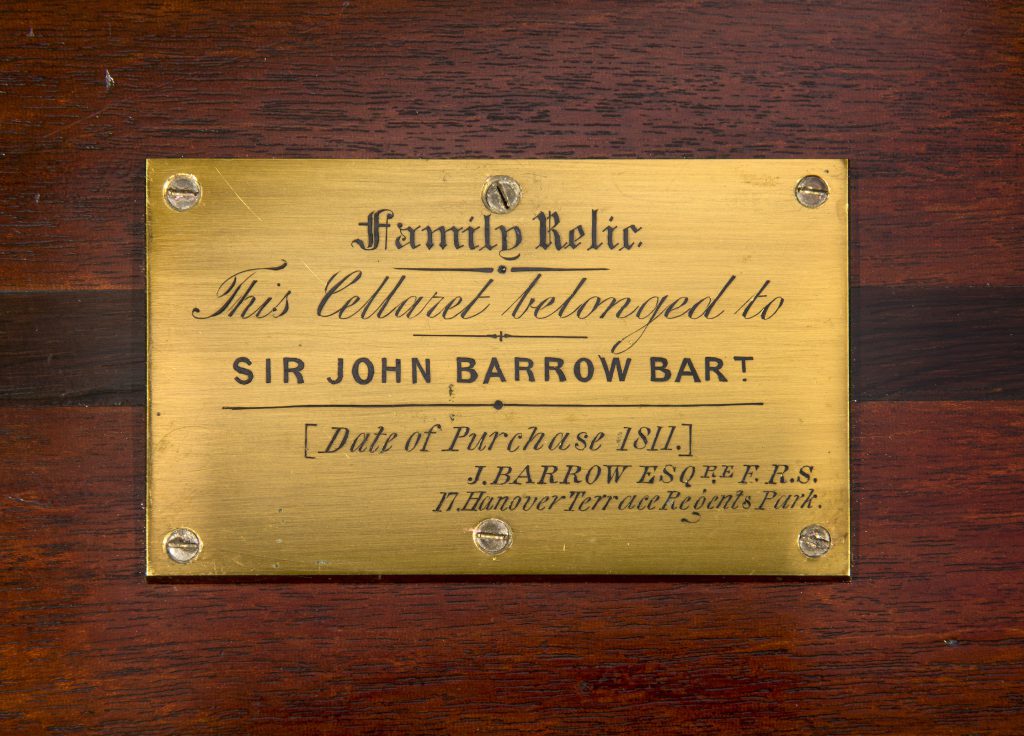 Family Relic.
This Cellaret belonged to
SIR JOHN BARROW BART
[Date of Purchase 1811.]
J. BARROW ESQRE F.R.S.
17. Hanover Terrace Regent's Park.